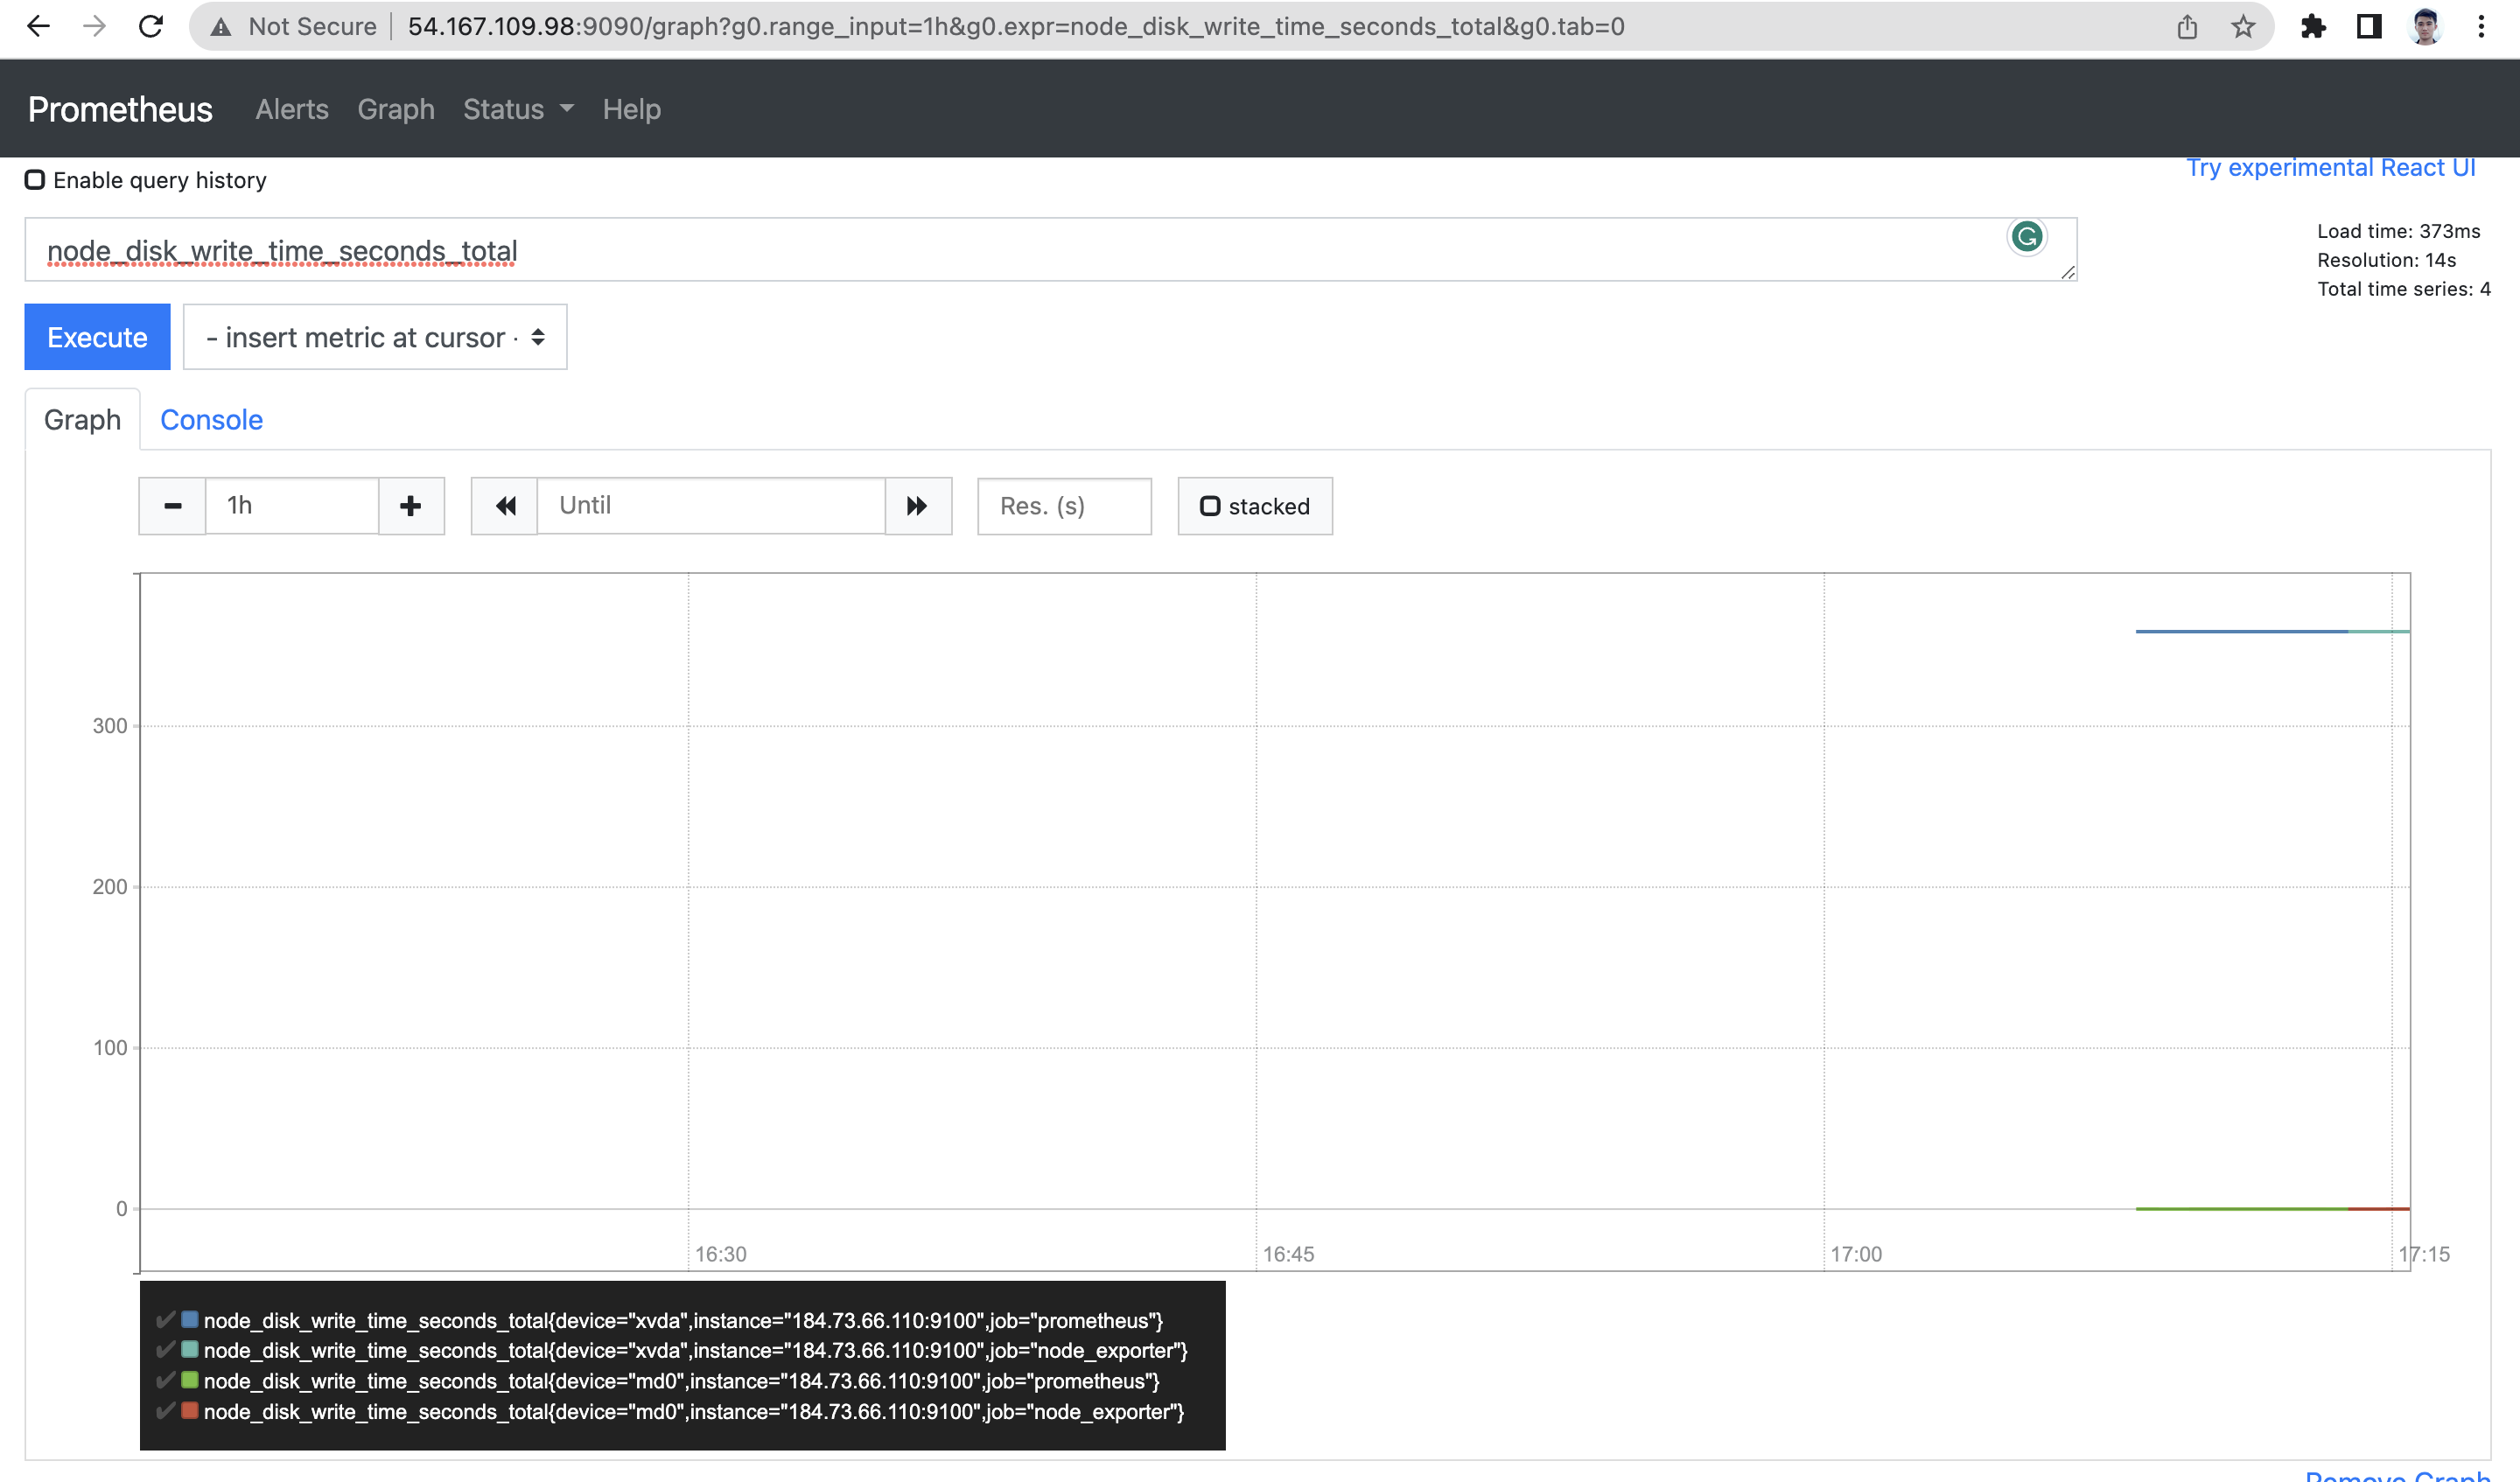 Not Secure 54.167.109.98:9090/graph?g0.range_input=1h&g0.expr=node_disk_write_time_seconds_total&g0.tab=0
Prometheus Alerts Graph Status Help
Try experimental React UI
Enable query history
node_disk_write_time_seconds_total
Load time: 373ms
Resolution: 14s
Total time series: 4
Execute - insert metric at cursor -
Graph Console
1h Until Res. (s) stacked
300
200
100
0
16:30 16:45 17:00 17:15
node_disk_write_time_seconds_total{device="xvda",instance="184.73.66.110:9100",job="prometheus"}
node_disk_write_time_seconds_total{device="xvda",instance="184.73.66.110:9100",job="node_exporter"}
node_disk_write_time_seconds_total{device="md0",instance="184.73.66.110:9100",job="prometheus"}
node_disk_write_time_seconds_total{device="md0",instance="184.73.66.110:9100",job="node_exporter"}
Remove Graph